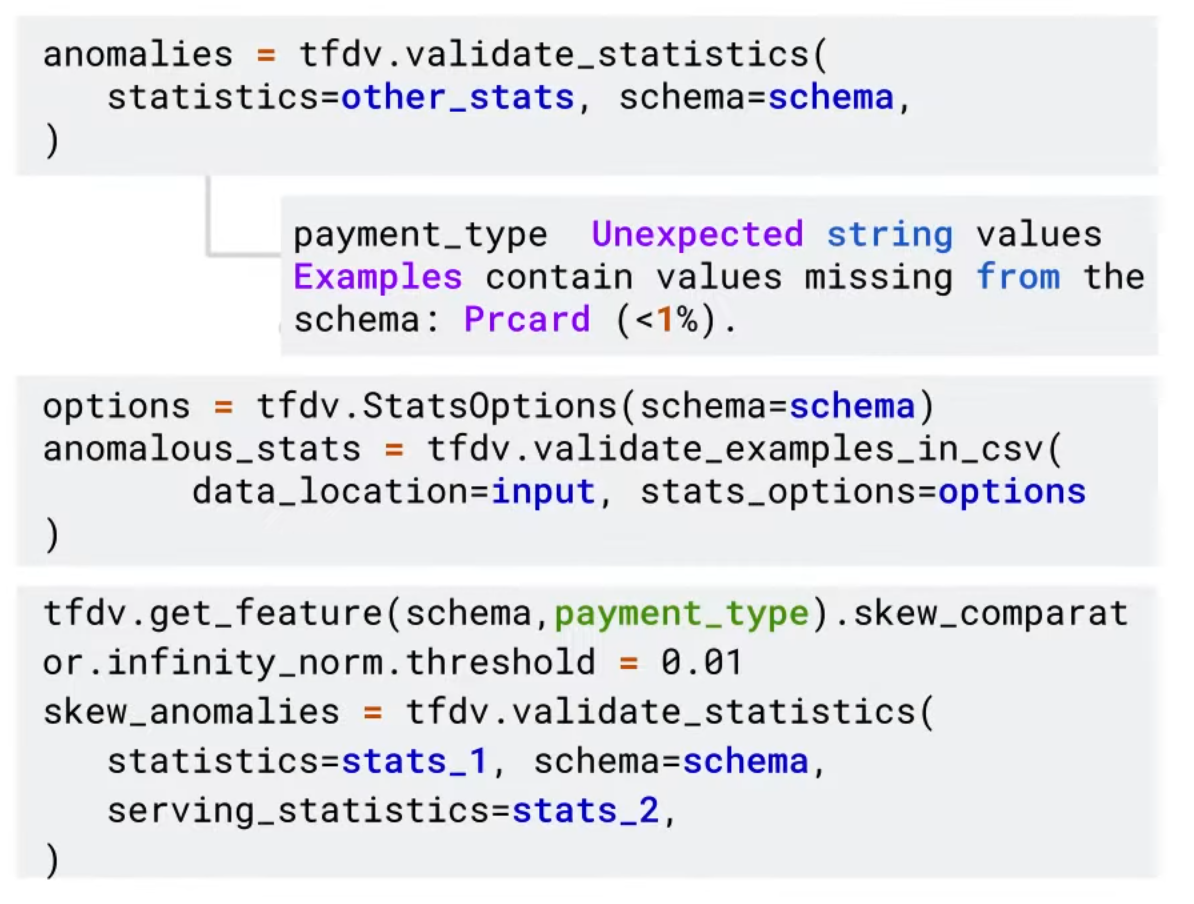 anomalies = tfdv.validate_statistics(
statistics=other_stats, schema=schema,
)
payment_type Unexpected string values
Examples contain values missing from the
schema: Prcard (<1%).
options = tfdv.StatsOptions(schema=schema)
anomalous_stats = tfdv.validate_examples_in_csv(
data_location=input, stats_options=options
)
tfdv.get_feature(schema,payment_type).skew_comparat
or.infinity_norm.threshold = 0.01
skew_anomalies = tfdv.validate_statistics(
statistics=stats_1, schema=schema,
serving_statistics=stats_2,
)